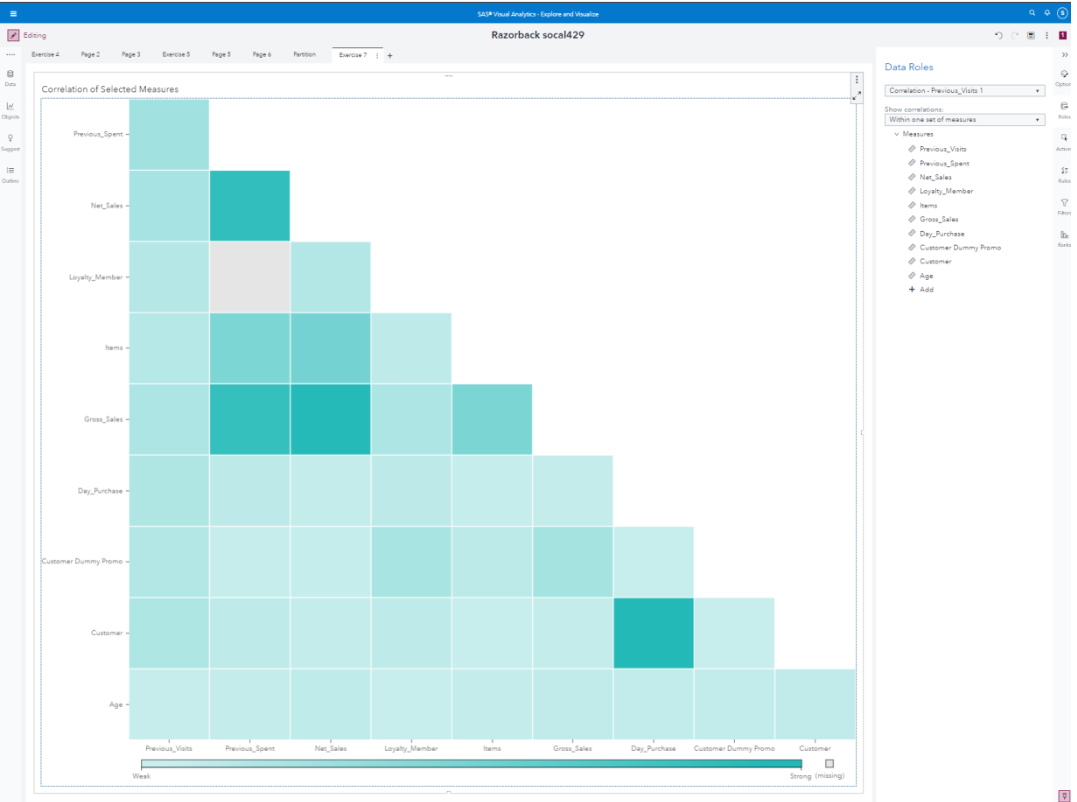 SAS® Visual Analytics - Explore and Visualize
S
Editing
Razorback socal429
1
Exercise 4 Page 2 Page 3 Exercise 5 Page 5 Page 6 Partition Exercise 7 +
Data
Objects
Suggest
Outline
Correlation of Selected Measures
Previous_Spent
Net_Sales
Loyalty_Member
Items
Gross_Sales
Day_Purchase
Customer Dummy Promo
Customer
Age
Previous_Visits Previous_Spent Net_Sales Loyalty_Member Items Gross_Sales Day_Purchase Customer Dummy Promo Customer
Weak Strong (missing)
Data Roles
Correlation - Previous_Visits 1
Show correlations:
Within one set of measures
Measures
Previous_Visits
Previous_Spent
Net_Sales
Loyalty_Member
Items
Gross_Sales
Day_Purchase
Customer Dummy Promo
Customer
Age
+ Add
Option
Roles
Action
Rules
Filters
Ranks